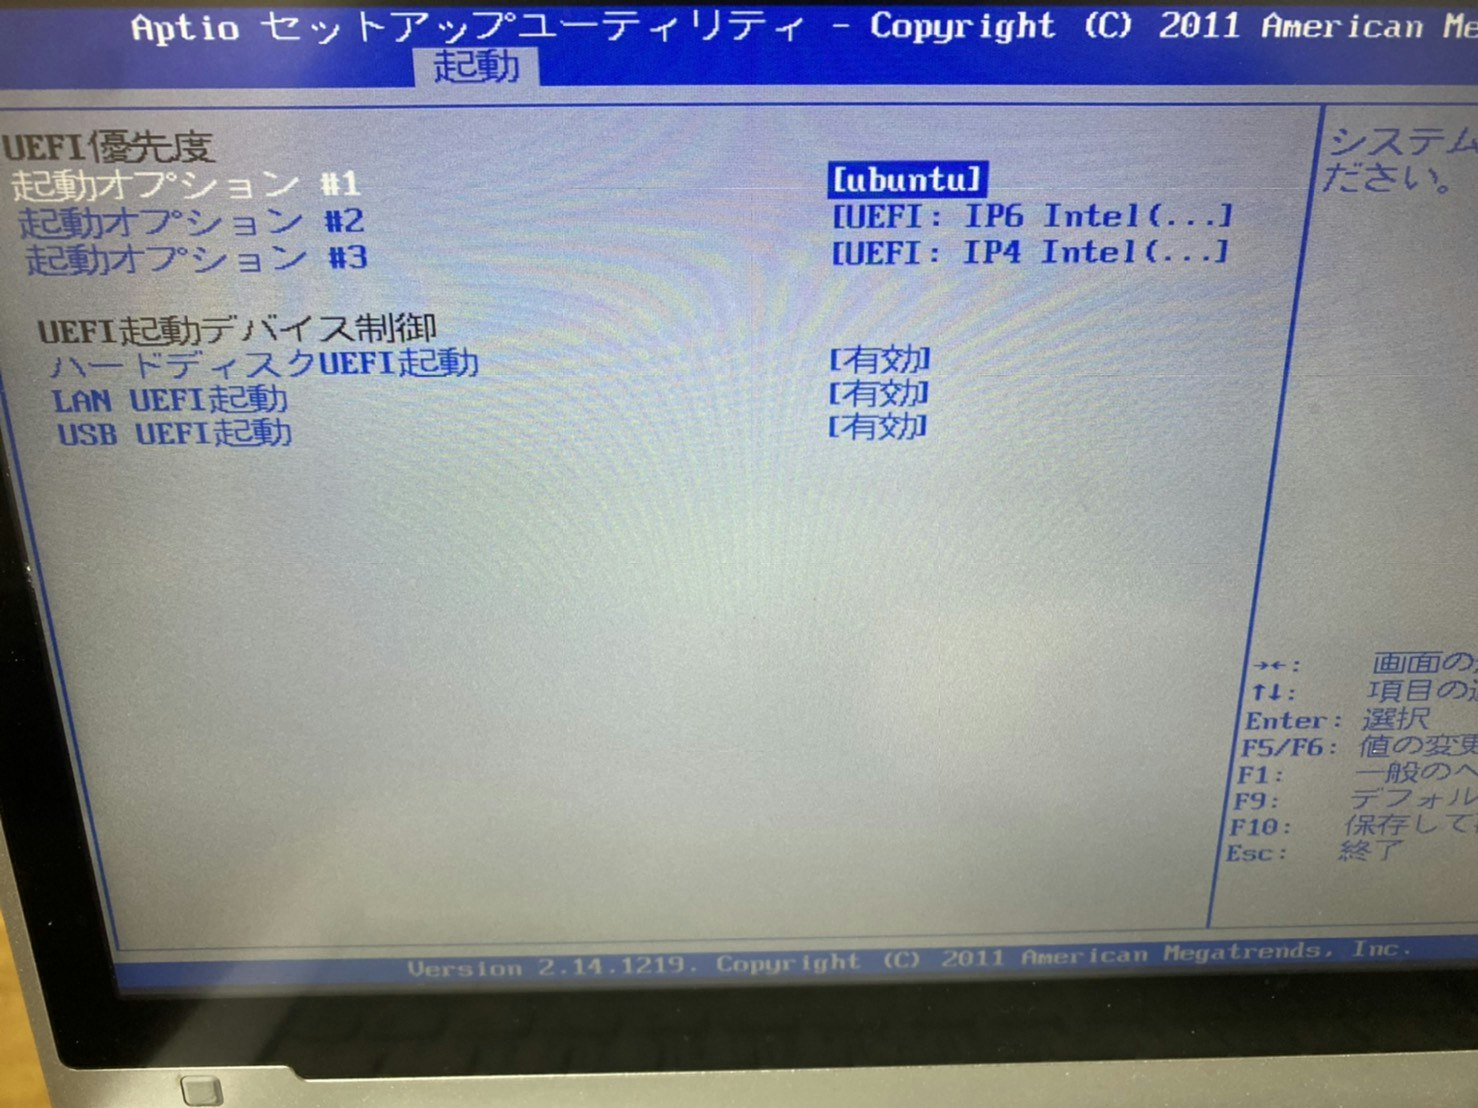 Aptio セットアップユーティリティ - Copyright (C) 2011 American
起動
UEFI優先度
起動オプション #1 [ubuntu]
起動オプション #2 [UEFI: IP6 Intel(...]
起動オプション #3 [UEFI: IP4 Intel(...]
UEFI起動デバイス制御
ハードディスクUEFI起動 [有効]
LAN UEFI起動 [有効]
USB UEFI起動 [有効]
システム
ださい。
→←: 画面の
↑↓: 項目の
Enter: 選択
F5/F6: 値の変更
F1: 一般のヘ
F9: デフォル
F10: 保存して
Esc: 終了
Version 2.14.1219. Copyright (C) 2011 American Megatrends, Inc.